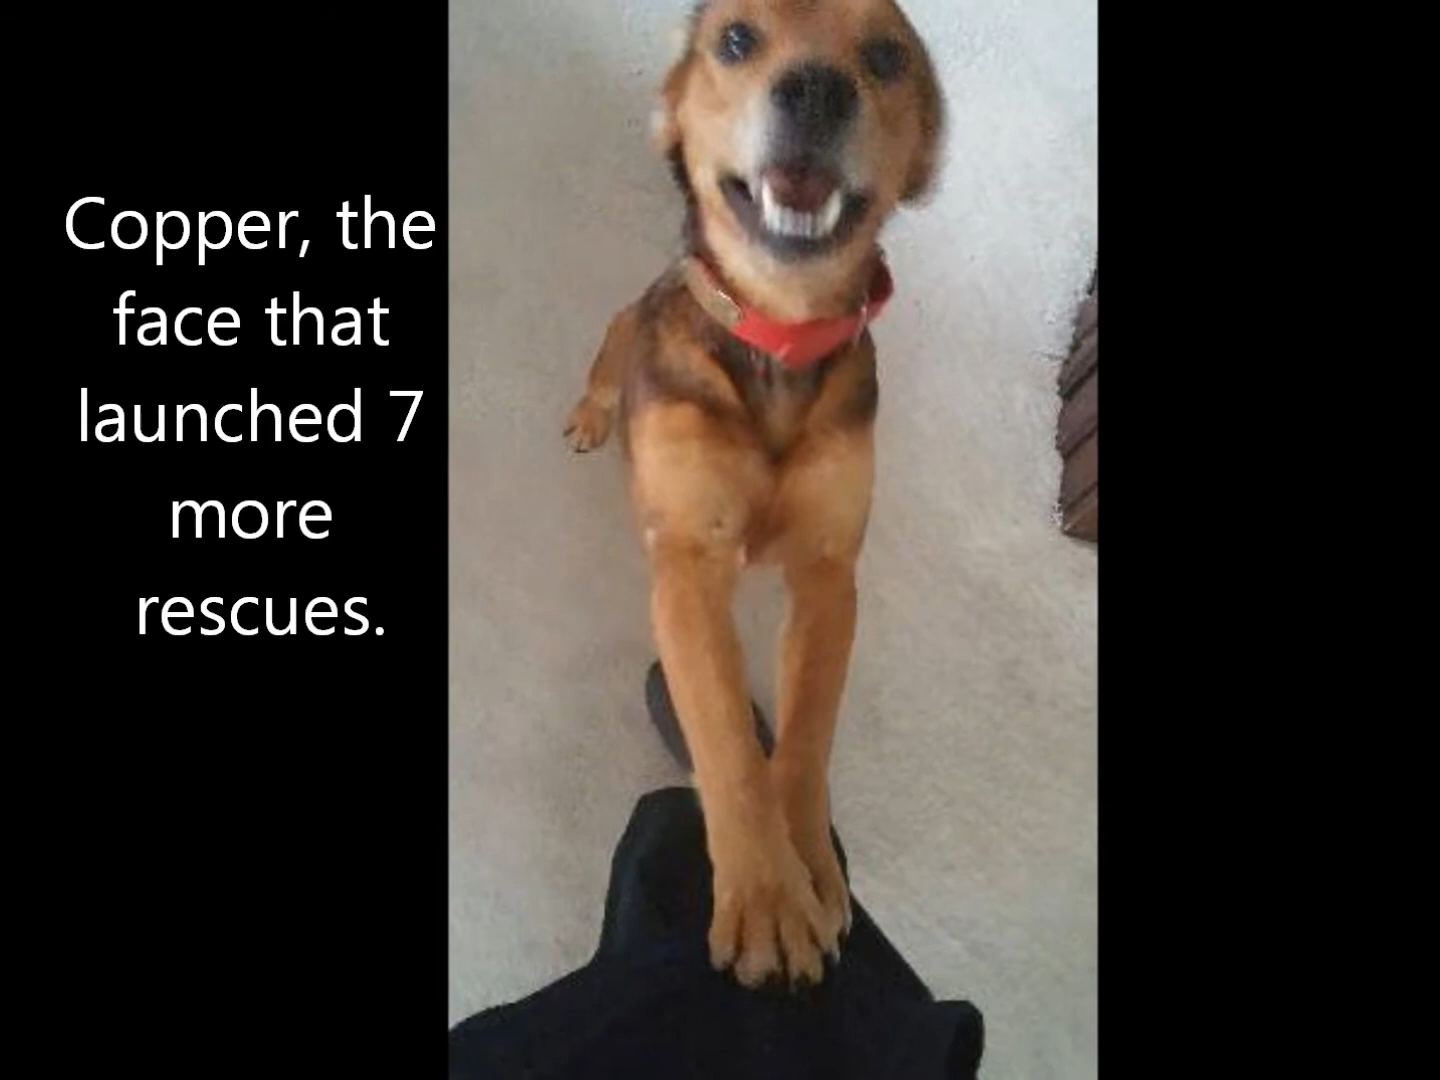 Copper, the
face that
launched 7
more
rescues.